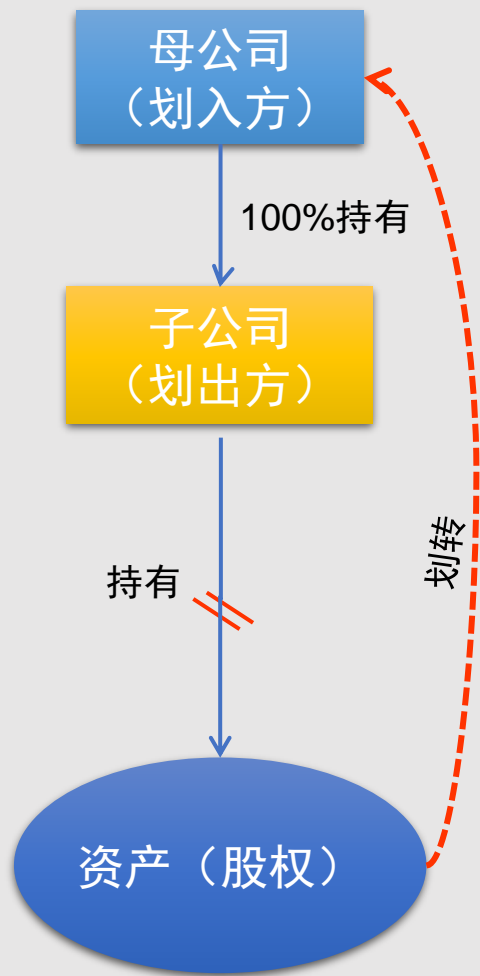 母公司
（划入方）
100%持有
子公司
（划出方）
划转
持有
资产（股权）